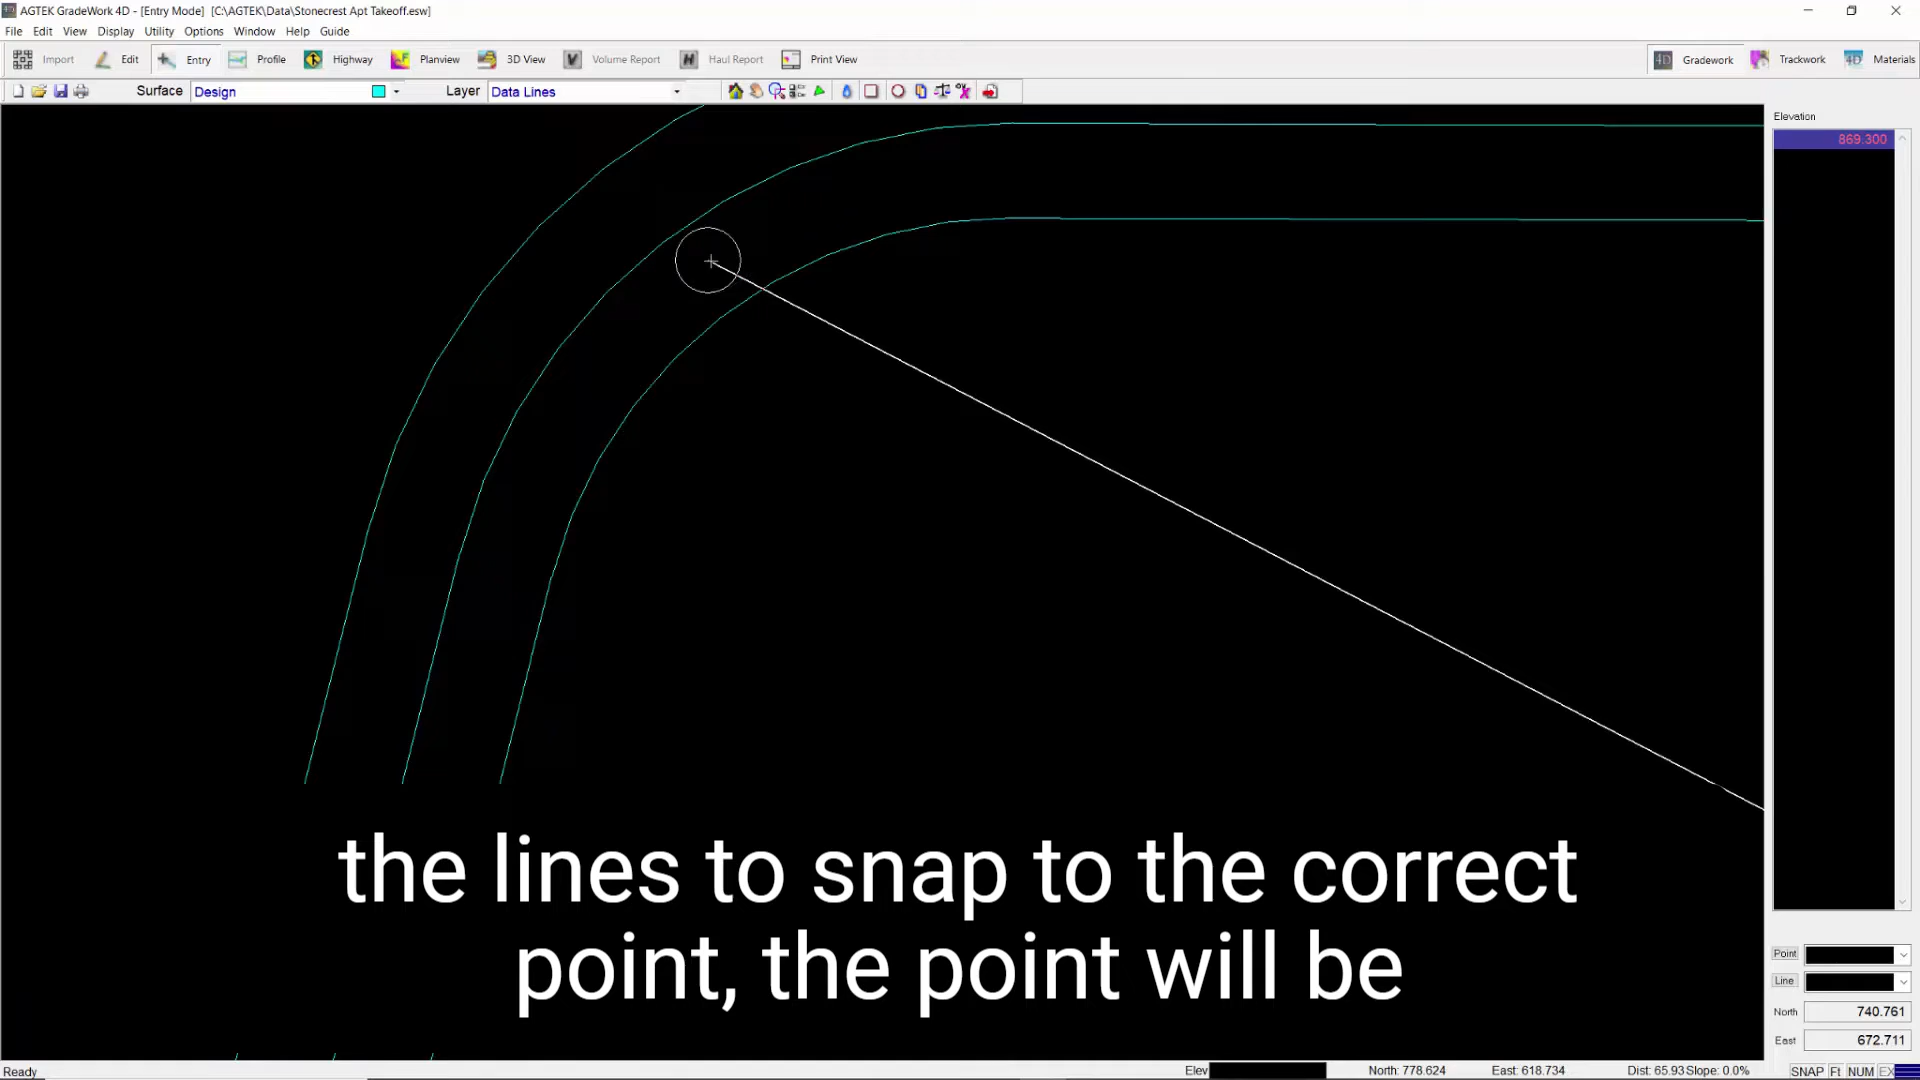 AGTEK GradeWork 4D - [Entry Mode]  [C:\AGTEK\Data\Stonecrest Apt Takeoff.esw]
File Edit View Display Utility Options Window Help Guide
Import Edit Entry Profile Highway Planview 3D View Volume Report Haul Report Print View Gradework Trackwork Materials
Surface Design Layer Data Lines
Elevation
869.300
the lines to snap to the correct
point, the point will be
Point
Line
North 740.761
East 672.711
Ready Elev North: 778.624 East: 618.734 Dist: 65.93 Slope: 0.0% SNAP Ft NUM EX